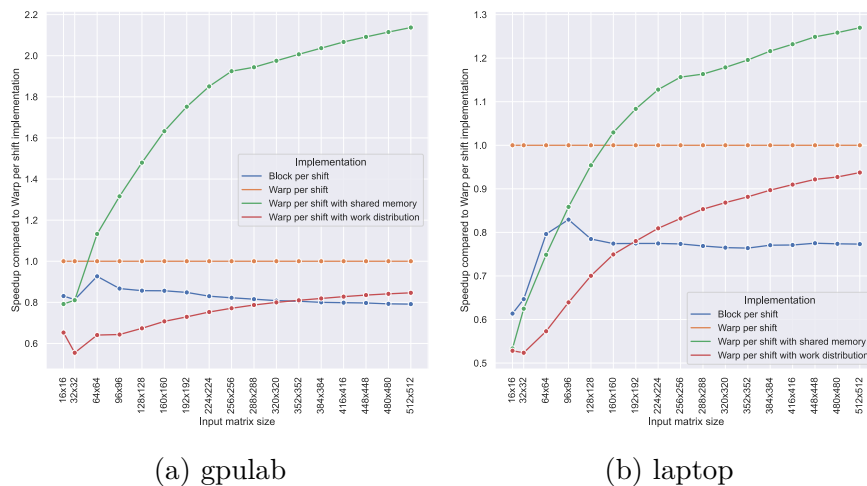 2.2
2.0
1.8
1.6
1.4
1.2
1.0
0.8
0.6
Speedup compared to Warp per shift implementation
Implementation
Block per shift
Warp per shift
Warp per shift with shared memory
Warp per shift with work distribution
16x16
32x32
64x64
96x96
128x128
160x160
192x192
224x224
256x256
288x288
320x320
352x352
384x384
416x416
448x448
480x480
512x512
Input matrix size
(a) gpulab
1.3
1.2
1.1
1.0
0.9
0.8
0.7
0.6
0.5
Speedup compared to Warp per shift implementation
Implementation
Block per shift
Warp per shift
Warp per shift with shared memory
Warp per shift with work distribution
16x16
32x32
64x64
96x96
128x128
160x160
192x192
224x224
256x256
288x288
320x320
352x352
384x384
416x416
448x448
480x480
512x512
Input matrix size
(b) laptop